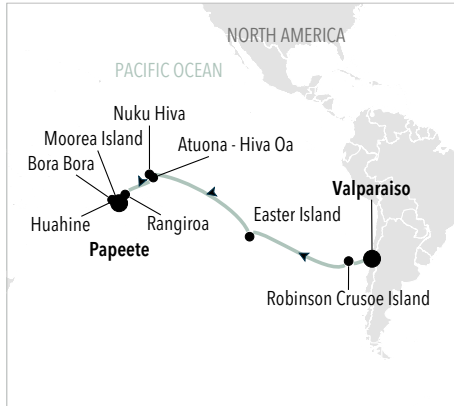 NORTH AMERICA
PACIFIC OCEAN
Nuku Hiva
Moorea Island
Atuona - Hiva Oa
Bora Bora
Valparaiso
Easter Island
Huahine
Rangiroa
Papeete
Robinson Crusoe Island